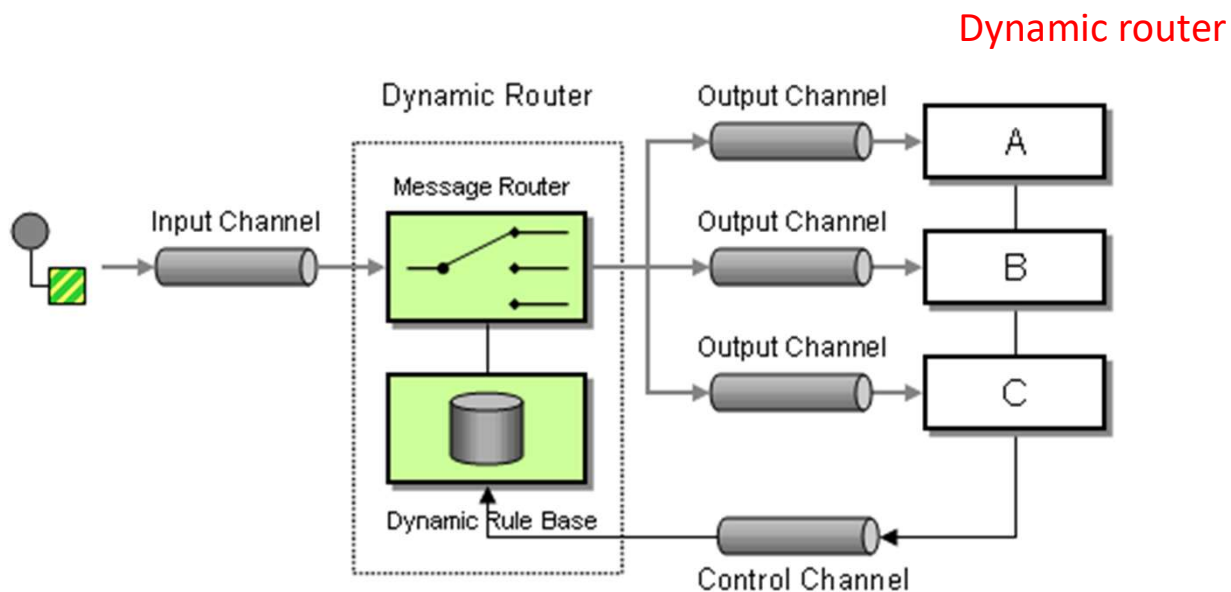 Dynamic router
Dynamic Router
Output Channel
A
Message Router
Input Channel
Output Channel
B
Output Channel
C
Dynamic Rule Base
Control Channel